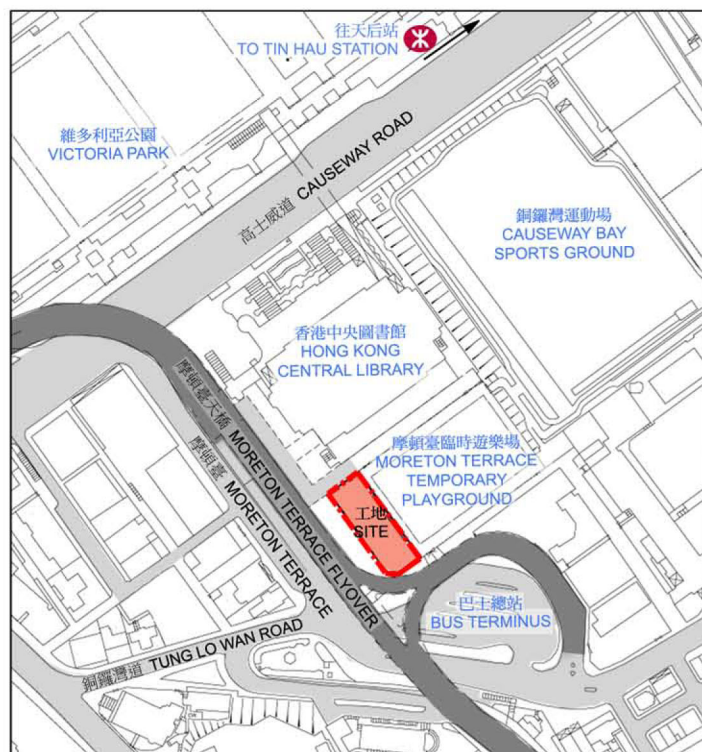 往天后站
TO TIN HAU STATION
維多利亞公園
VICTORIA PARK
高士威道 CAUSEWAY ROAD
銅鑼灣運動場
CAUSEWAY BAY
SPORTS GROUND
香港中央圖書館
HONG KONG
CENTRAL LIBRARY
摩頓臺天橋 MORETON TERRACE FLYOVER
摩頓臺 MORETON TERRACE
摩頓臺臨時遊樂場
MORETON TERRACE
TEMPORARY
PLAYGROUND
工地
SITE
巴士總站
BUS TERMINUS
銅鑼灣道 TUNG LO WAN ROAD